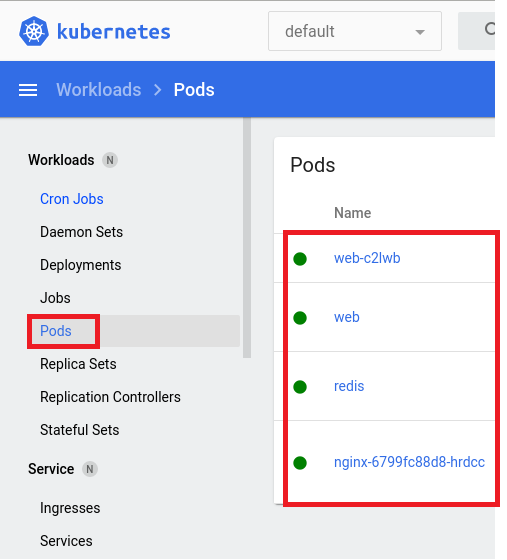 kubernetes
default
Workloads > Pods
Workloads N
Cron Jobs
Daemon Sets
Deployments
Jobs
Pods
Replica Sets
Replication Controllers
Stateful Sets
Service N
Ingresses
Services
Pods
Name
web-c2lwb
web
redis
nginx-6799fc88d8-hrdcc